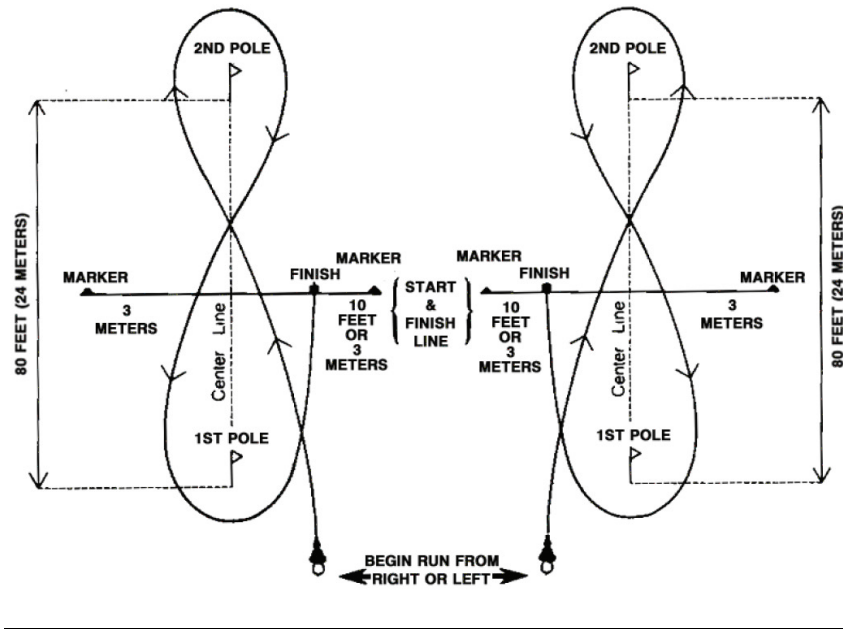 2ND POLE
80 FEET (24 METERS)
MARKER
3
METERS
FINISH
MARKER
10
FEET
OR
3
METERS
Center Line
1ST POLE
START
&
FINISH
LINE
2ND POLE
80 FEET (24 METERS)
MARKER
10
FEET
OR
3
METERS
FINISH
MARKER
3
METERS
Center Line
1ST POLE
BEGIN RUN FROM
RIGHT OR LEFT